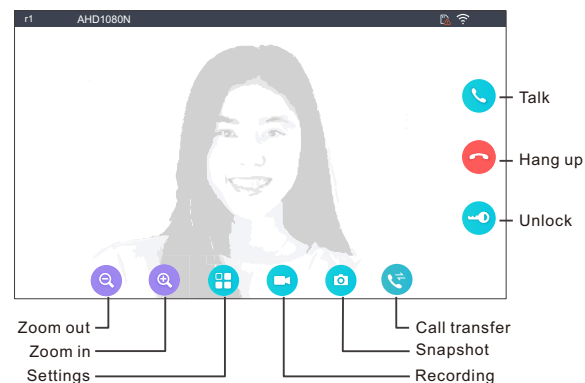 r1 AHD1080N
Talk
Hang up
Unlock
Zoom out
Call transfer
Zoom in
Snapshot
Settings
Recording